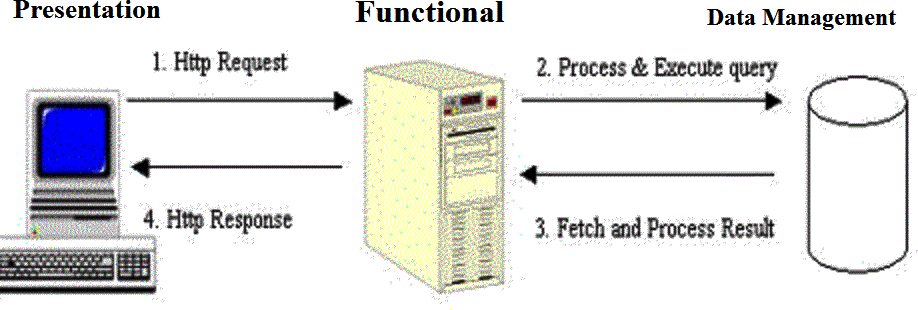 Presentation
Functional
Data Management
1. Http Request
2. Process & Execute query
4. Http Response
3. Fetch and Process Result